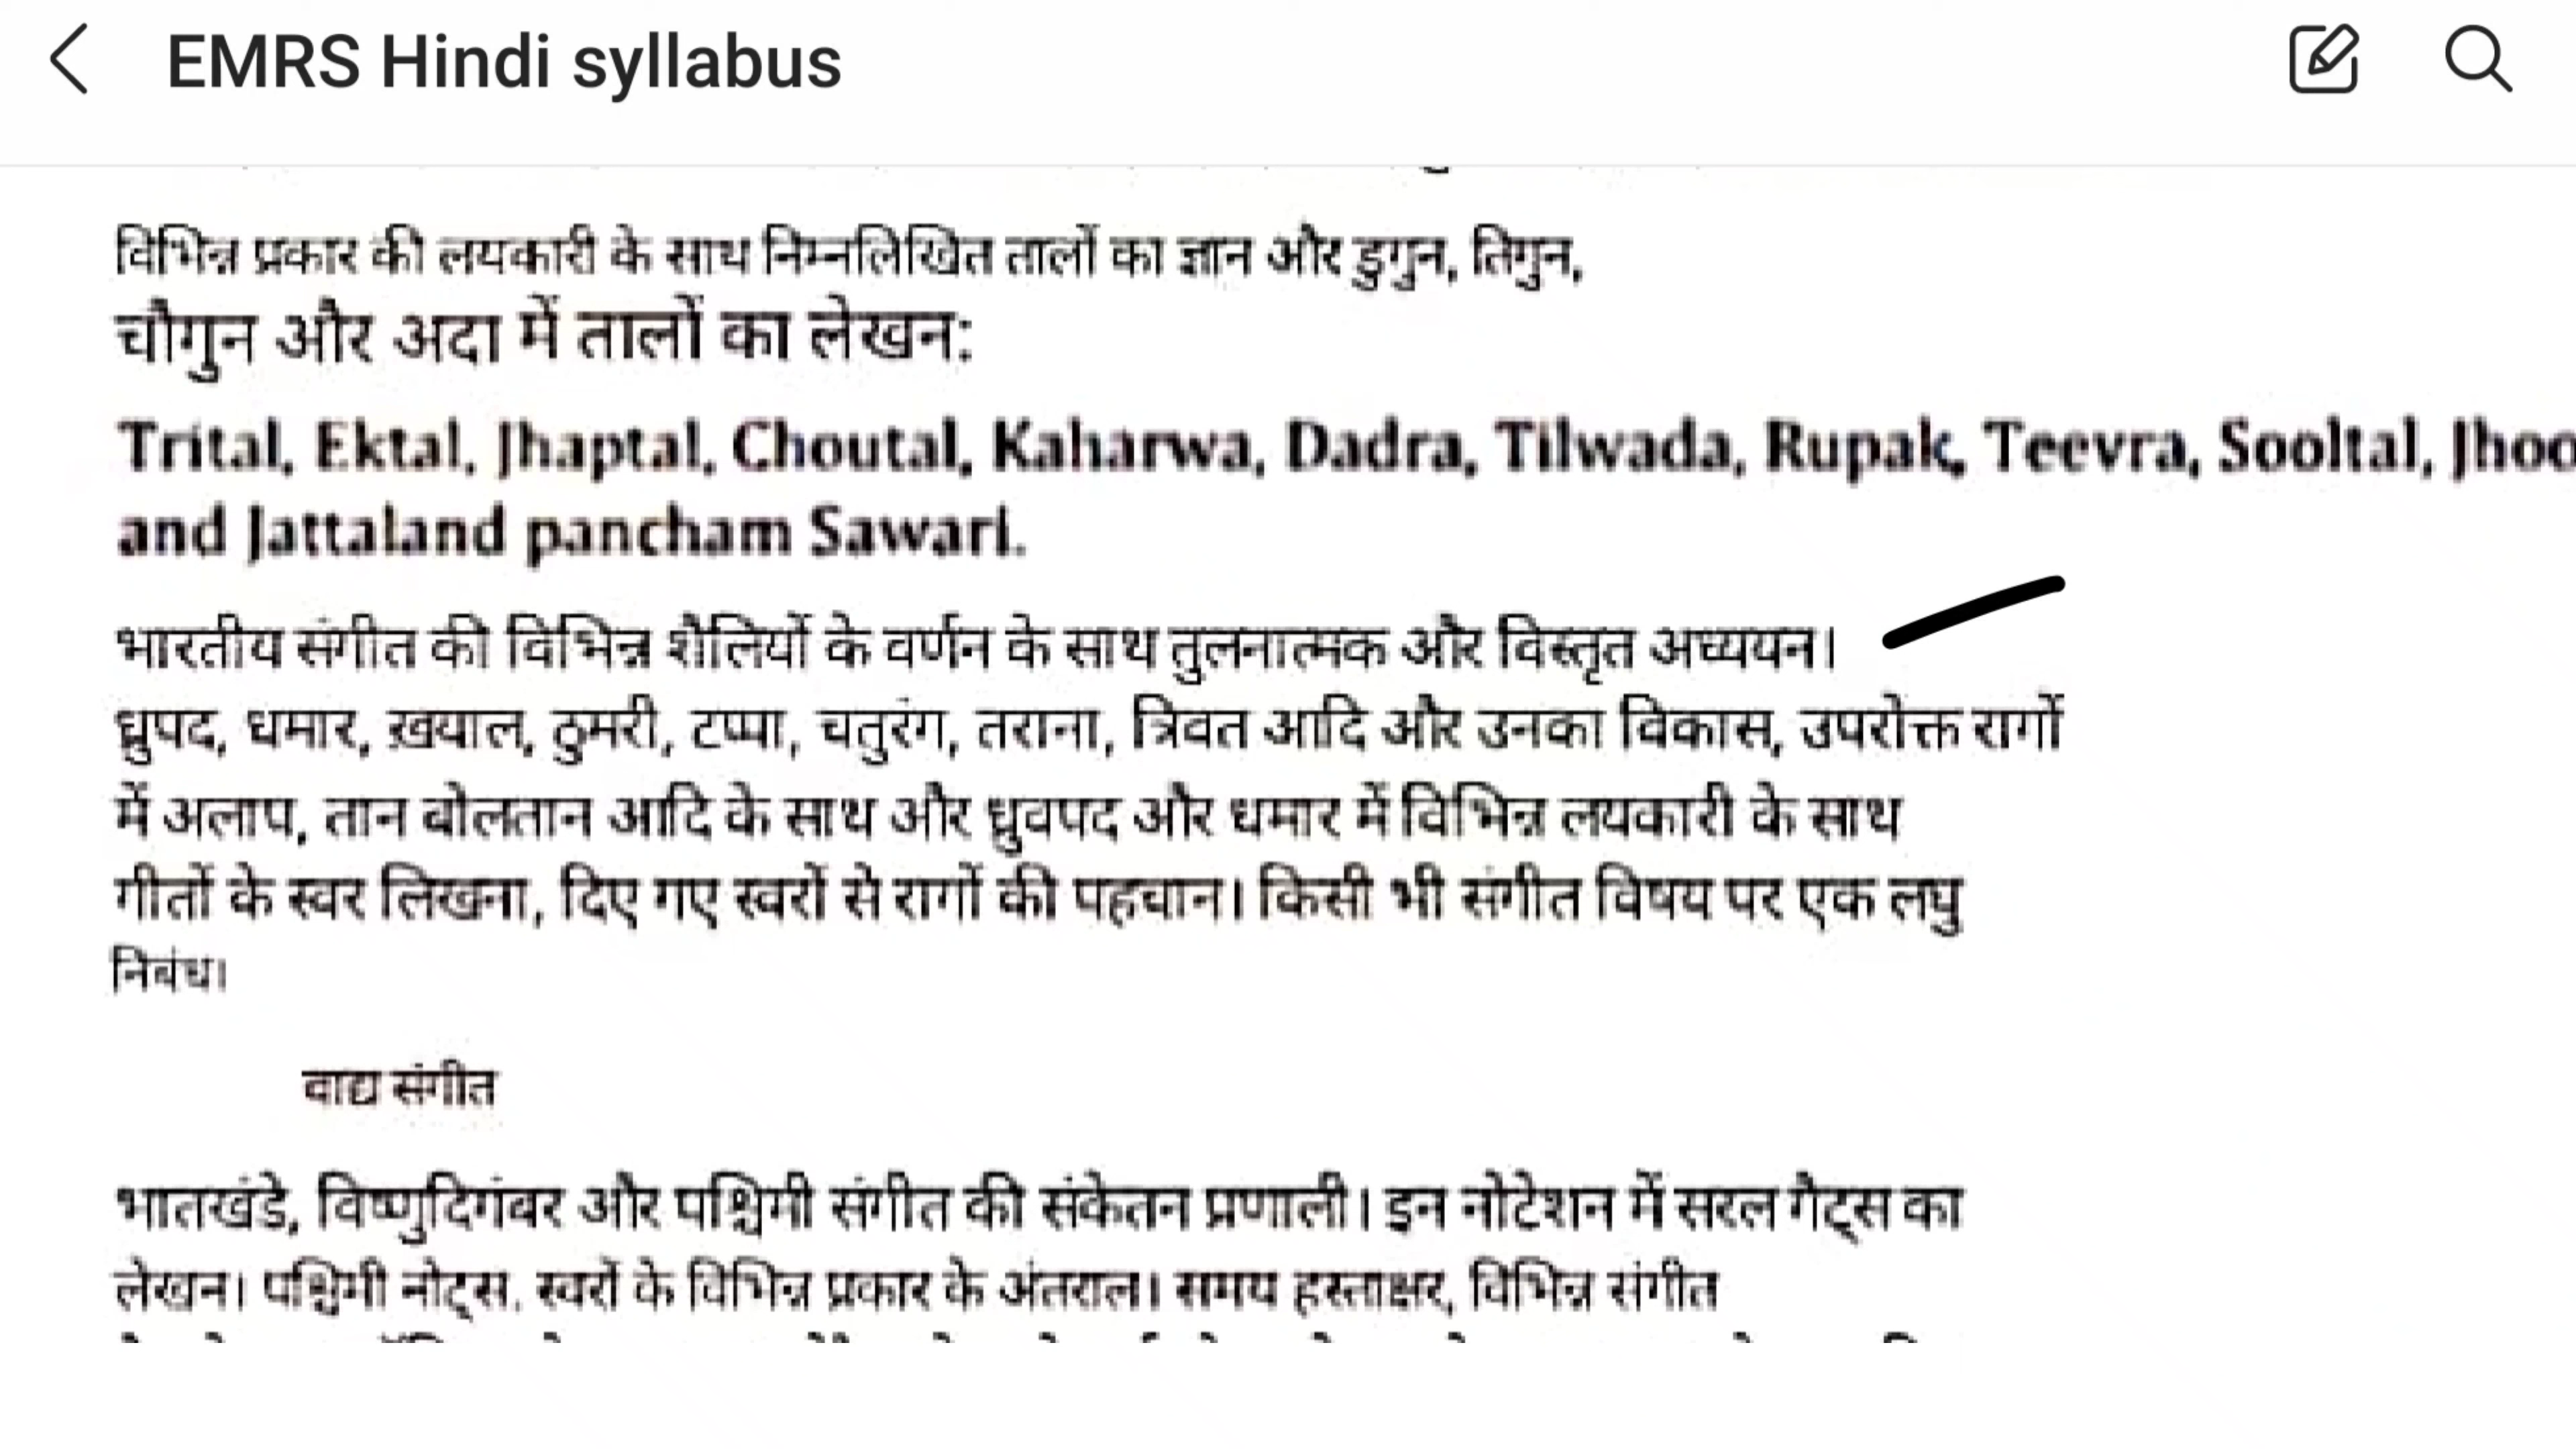 EMRS Hindi syllabus
विभिन्न प्रकार की लयकारी के साथ निम्नलिखित तालों का ज्ञान और डुगुन, तिगुन,
चौगुन और अदा में तालों का लेखन:
Trital, Ektal, Jhaptal, Choutal, Kaharwa, Dadra, Tilwada, Rupak, Teevra, Sooltal, Jhoo
and Jattaland pancham Sawari.
भारतीय संगीत की विभिन्न शैलियों के वर्णन के साथ तुलनात्मक और विस्तृत अध्ययन।
ध्रुपद, धमार, ख़याल, ठुमरी, टप्पा, चतुरंग, तराना, त्रिवत आदि और उनका विकास, उपरोक्त रागों
में अलाप, तान बोलतान आदि के साथ और ध्रुवपद और धमार में विभिन्न लयकारी के साथ
गीतों के स्वर लिखना, दिए गए स्वरों से रागों की पहचान। किसी भी संगीत विषय पर एक लघु
निबंध।
वाद्य संगीत
भातखंडे, विष्णुदिगंबर और पश्चिमी संगीत की संकेतन प्रणाली। इन नोटेशन में सरल गैट्स का
लेखन। पश्चिमी नोट्स. स्वरों के विभिन्न प्रकार के अंतराल। समय हस्ताक्षर, विभिन्न संगीत